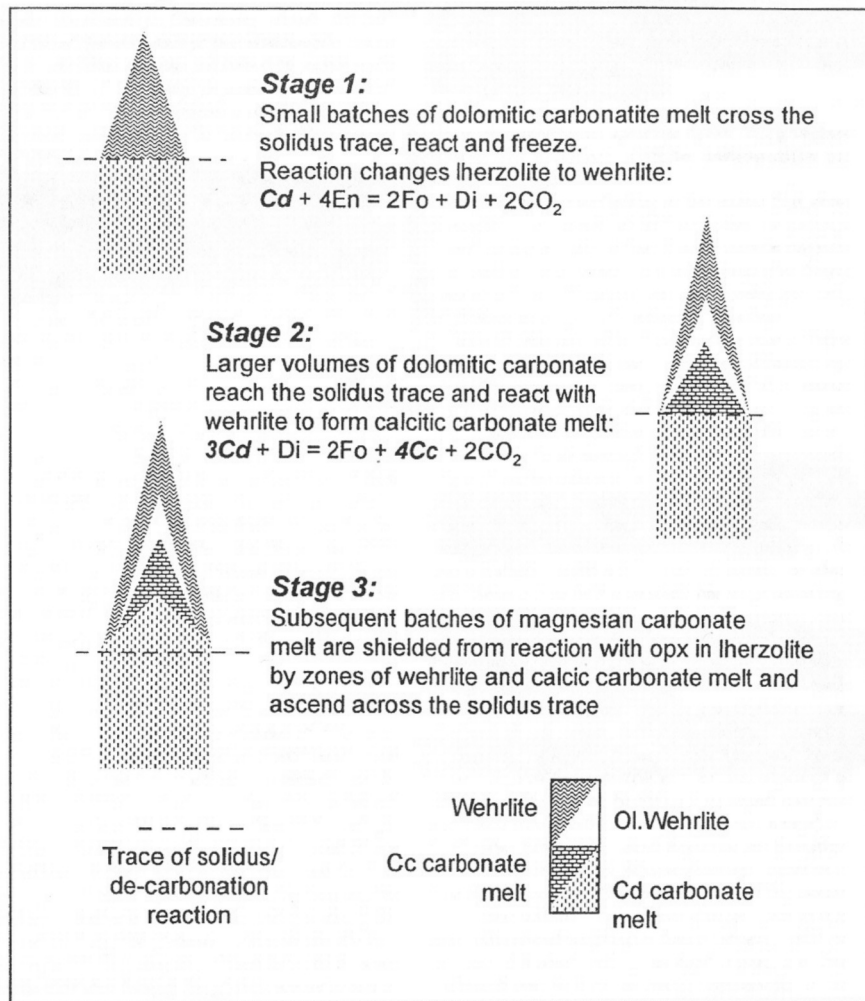 Stage 1:
Small batches of dolomitic carbonatite melt cross the
solidus trace, react and freeze.
Reaction changes lherzolite to wehrlite:
Cd + 4En = 2Fo + Di + 2CO₂
Stage 2:
Larger volumes of dolomitic carbonate
reach the solidus trace and react with
wehrlite to form calcitic carbonate melt:
3Cd + Di = 2Fo + 4Cc + 2CO₂
Stage 3:
Subsequent batches of magnesian carbonate
melt are shielded from reaction with opx in lherzolite
by zones of wehrlite and calcic carbonate melt and
ascend across the solidus trace
Trace of solidus/
de-carbonation
reaction
Wehrlite
Ol.Wehrlite
Cc carbonate
melt
Cd carbonate
melt